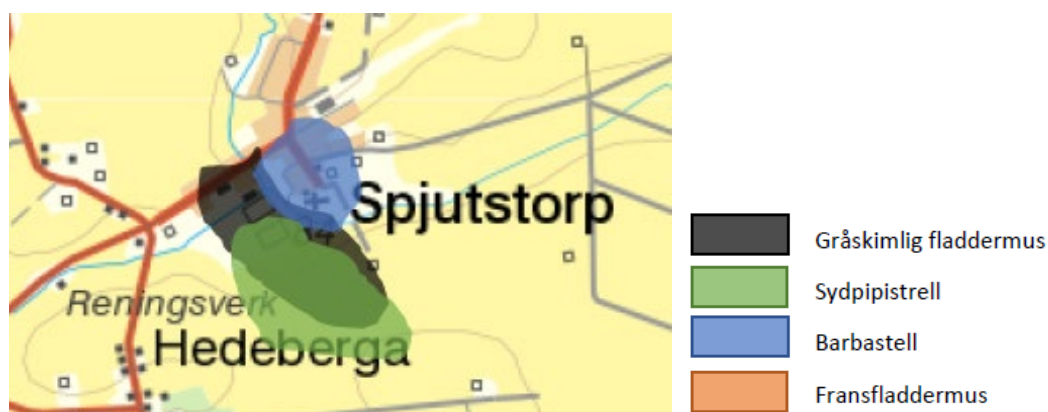 Spjutstorp
Reningsverk
Hedeberga
Gråskimlig fladdermus
Sydpipistrell
Barbastell
Fransfladdermus